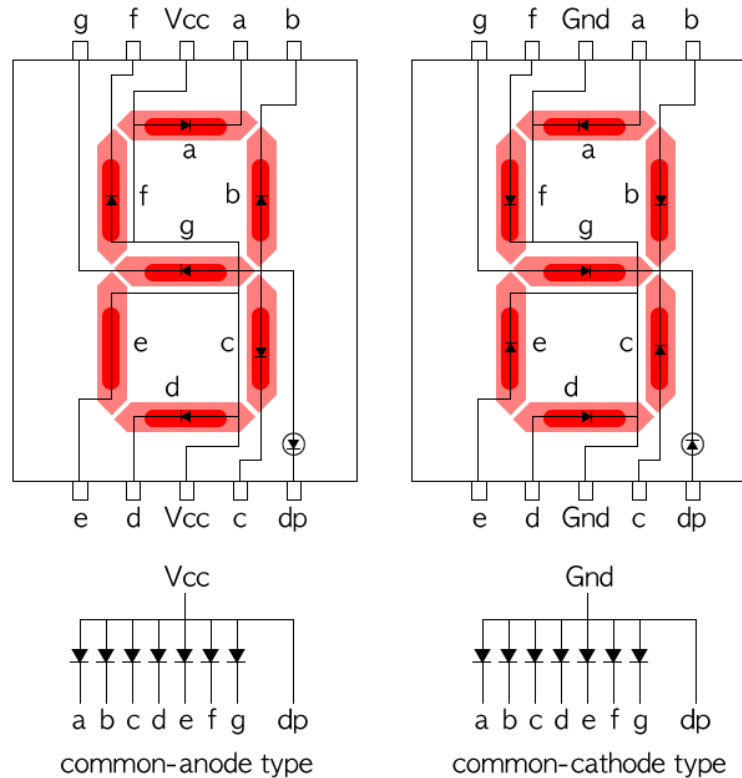 g f Vcc a b g f Gnd a b
a a
f b f b
g g
e c e c
d d
e d Vcc c dp e d Gnd c dp
Vcc Gnd
a b c d e f g dp a b c d e f g dp
common-anode type common-cathode type